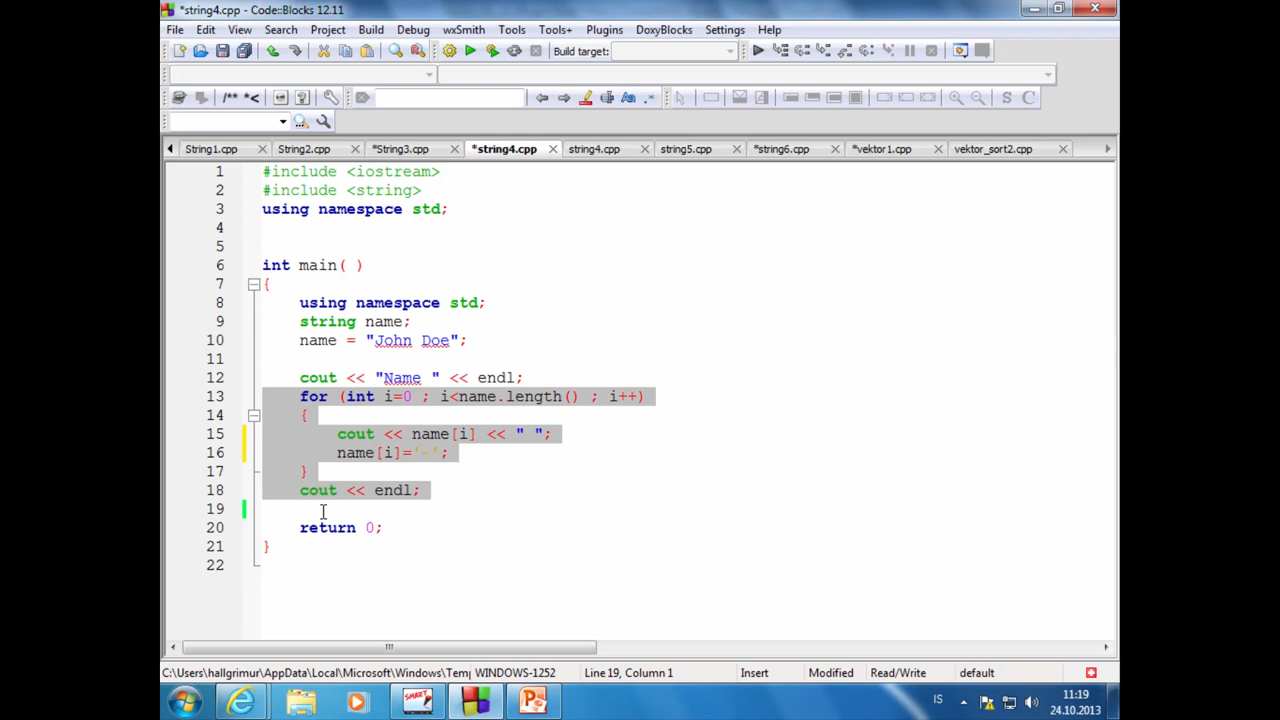 *string4.cpp - Code::Blocks 12.11
File Edit View Search Project Build Debug wxSmith Tools Tools+ Plugins DoxyBlocks Settings Help
Build target:
/** *< Aa .* S C
String1.cpp String2.cpp *String3.cpp *string4.cpp string4.cpp string5.cpp *string6.cpp *vektor1.cpp vektor_sort2.cpp
1 #include <iostream>
2 #include <string>
3 using namespace std;
4
5
6 int main( )
7 {
8 using namespace std;
9 string name;
10 name = "John Doe";
11
12 cout << "Name " << endl;
13 for (int i=0 ; i<name.length() ; i++)
14 {
15 cout << name[i] << " ";
16 name[i]='-';
17 }
18 cout << endl;
19
20 return 0;
21 }
22
C:\Users\hallgrimur\AppData\Local\Microsoft\Windows\Temp WINDOWS-1252 Line 19, Column 1 Insert Modified Read/Write default
SMART IS 11:19
24.10.2013